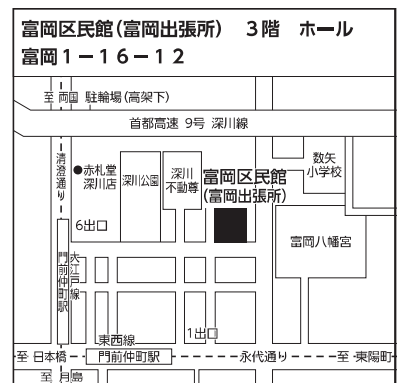 富岡区民館(富岡出張所) 3階 ホール
富岡1-16-12
至 両国 駐輪場(高架下)
首都高速 9号 深川線
清澄通り
●赤札堂
深川店
深川公園
深川
不動尊
富岡区民館
(富岡出張所)
数矢
小学校
6出口
富岡八幡宮
大江戸線
門前仲町駅
東西線
1出口
至 日本橋
門前仲町駅
永代通り
至 東陽町
至 月島